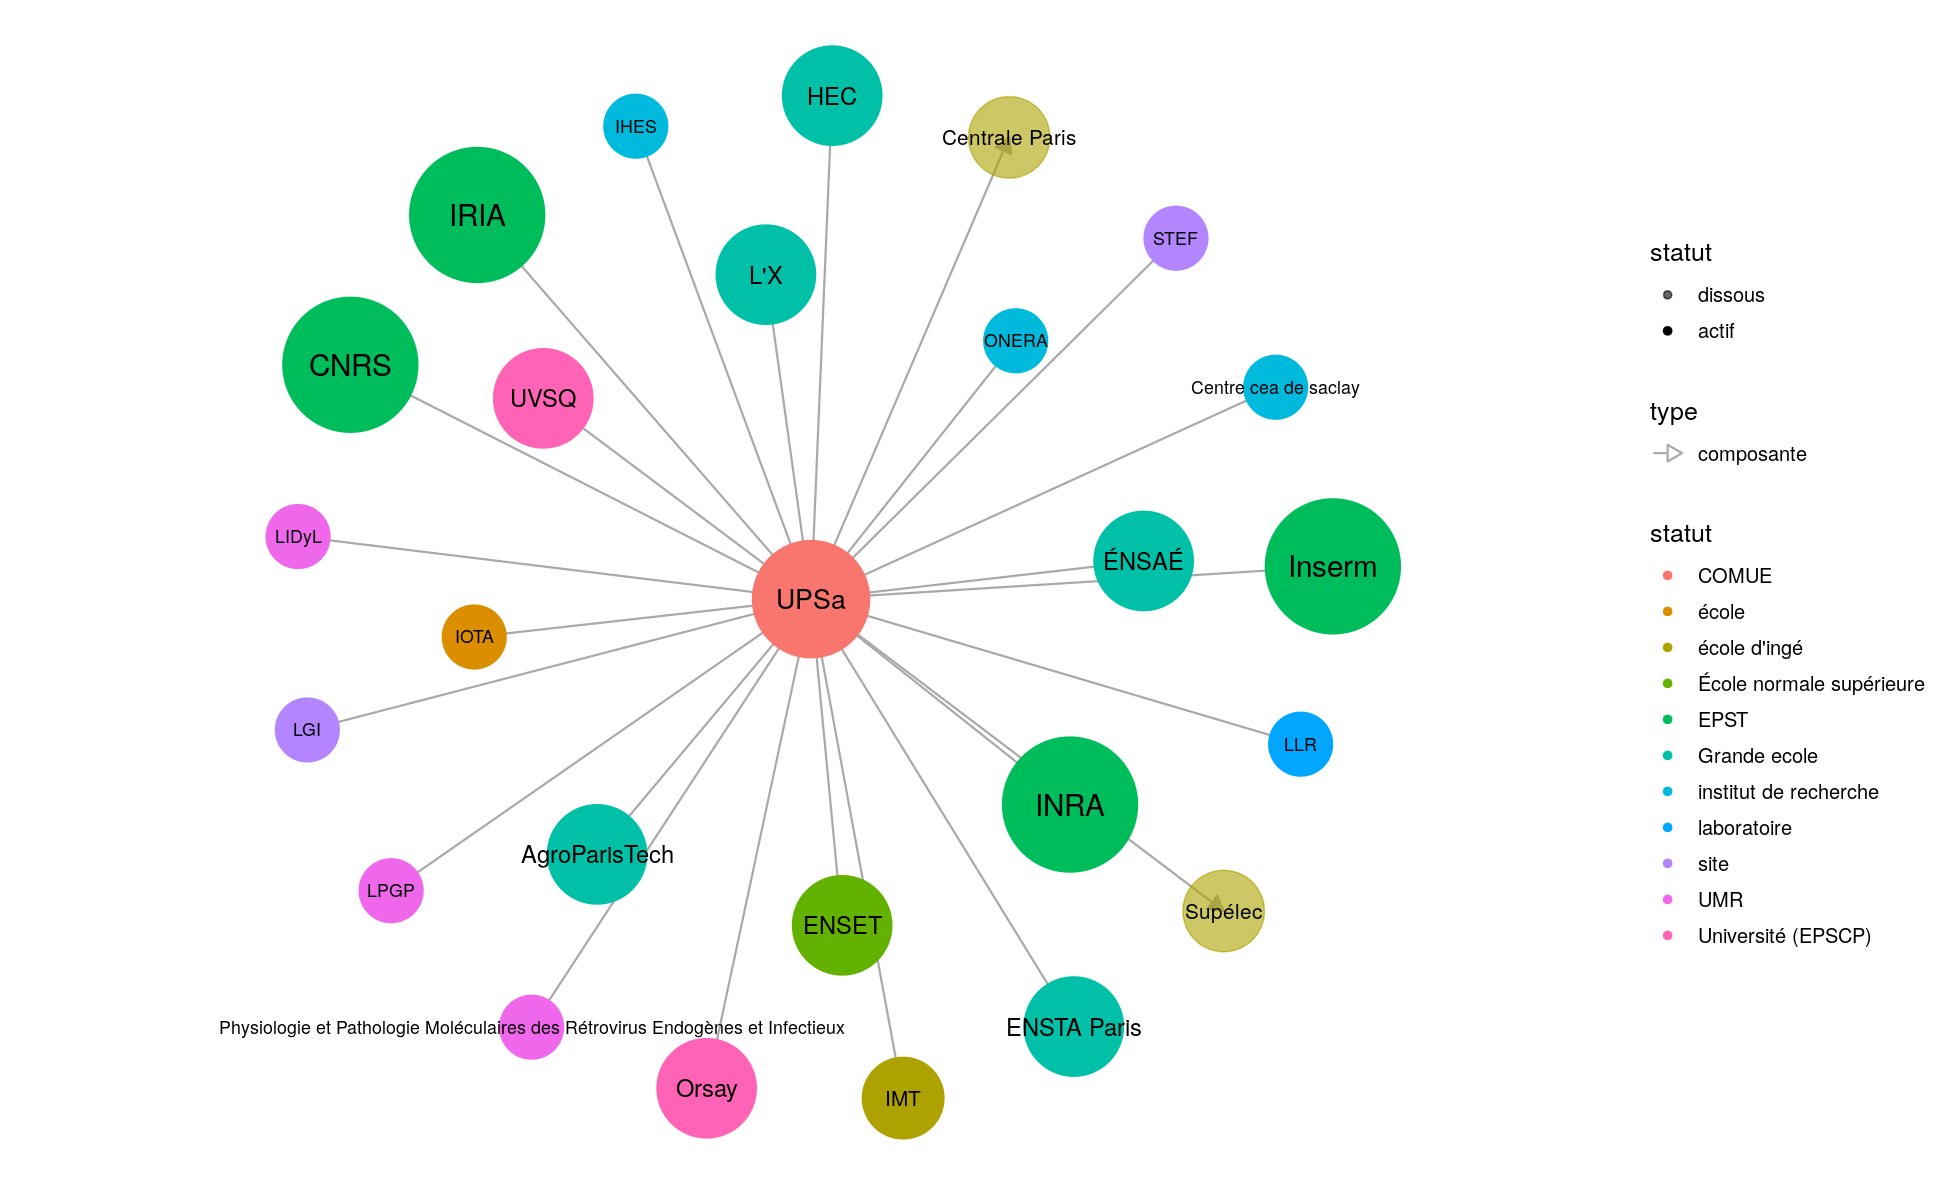 HEC
IHES
Centrale Paris
IRIA
STEF
L'X
ONERA
CNRS
Centre cea de saclay
UVSQ
LIDyL
ÉNSAÉ
Inserm
UPSa
IOTA
LGI
LLR
INRA
AgroParisTech
LPGP
Supélec
ENSET
Physiologie et Pathologie Moléculaires des Rétrovirus Endogènes et Infectieux
ENSTA Paris
Orsay
IMT
statut
dissous
actif
type
composante
statut
COMUE
école
école d'ingé
École normale supérieure
EPST
Grande ecole
institut de recherche
laboratoire
site
UMR
Université (EPSCP)